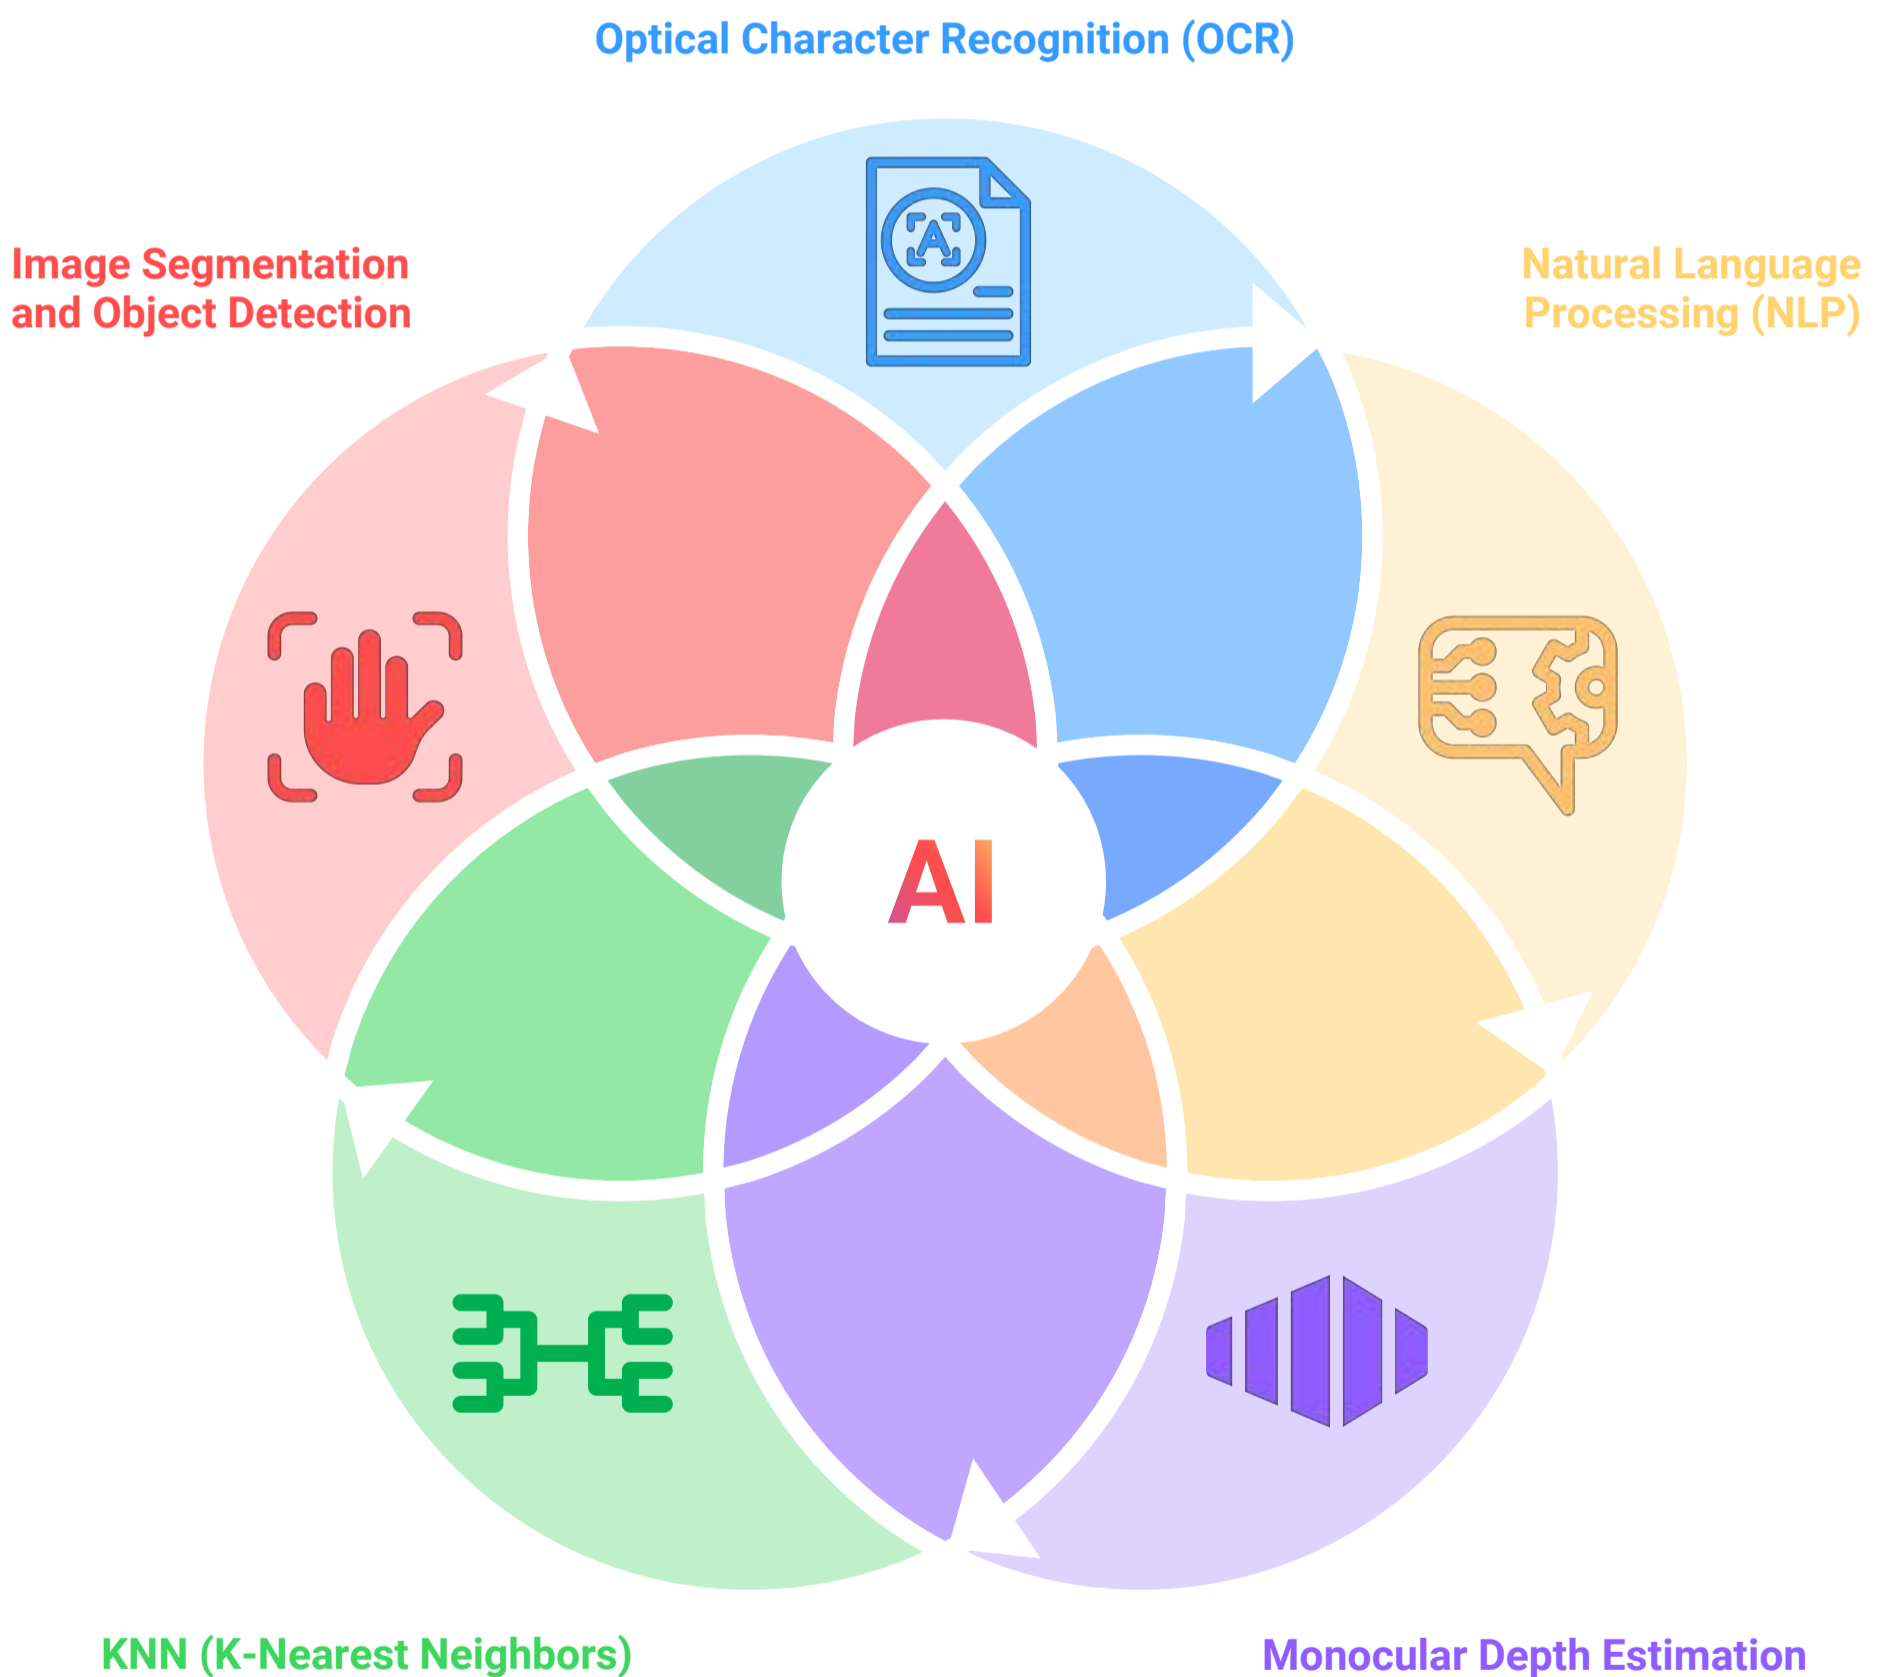 Optical Character Recognition (OCR)
Image Segmentation
and Object Detection
Natural Language
Processing (NLP)
A
AI
KNN (K-Nearest Neighbors)
Monocular Depth Estimation